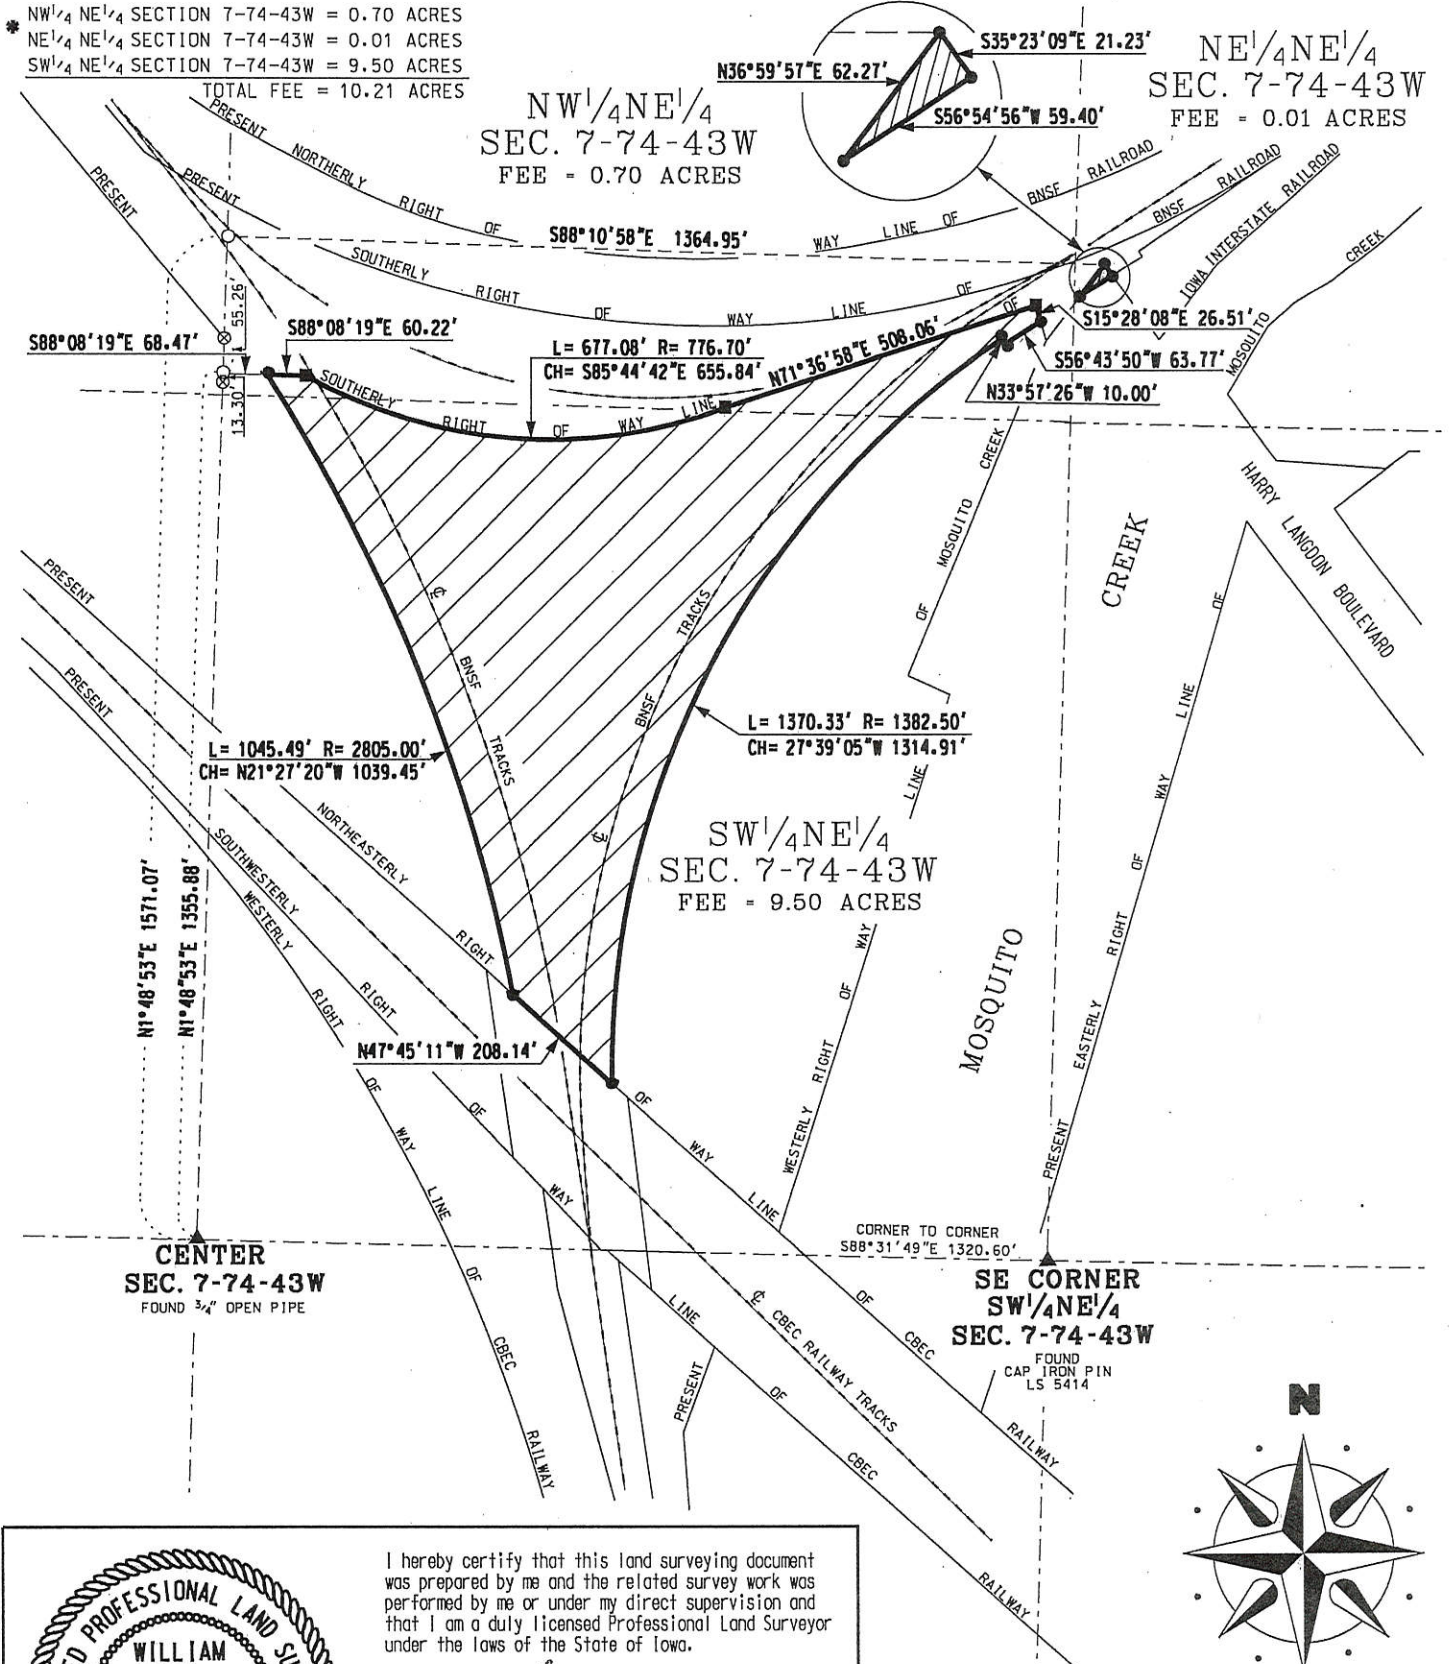 NW1/4 NE1/4 SECTION 7-74-43W = 0.70 ACRES
* NE1/4 NE1/4 SECTION 7-74-43W = 0.01 ACRES
SW1/4 NE1/4 SECTION 7-74-43W = 9.50 ACRES
TOTAL FEE = 10.21 ACRES
NW1/4NE1/4
SEC. 7-74-43W
FEE = 0.70 ACRES
N36°59'57"E 62.27'
S35°23'09"E 21.23'
S56°54'56"W 59.40'
NE1/4NE1/4
SEC. 7-74-43W
FEE = 0.01 ACRES
PRESENT NORTHERLY RIGHT OF WAY LINE OF BNSF RAILROAD
PRESENT SOUTHERLY RIGHT OF WAY LINE OF BNSF RAILROAD
PRESENT SOUTHERLY RIGHT OF WAY LINE OF IOWA INTERSTATE RAILROAD
S88°10'58"E 1364.95'
55.26'
13.30'
S88°08'19"E 68.47'
S88°08'19"E 60.22'
L= 677.08' R= 776.70'
CH= S85°44'42"E 655.84'
N71°36'58"E 508.06'
S15°28'08"E 26.51'
S56°43'50"W 63.77'
N33°57'26"W 10.00'
MOSQUITO CREEK
HARRY LANGDON BOULEVARD
MOSQUITO CREEK
℄ BNSF TRACKS
℄ BNSF TRACKS
L= 1045.49' R= 2805.00'
CH= N21°27'20"W 1039.45'
L= 1370.33' R= 1382.50'
CH= 27°39'05"W 1314.91'
SW1/4NE1/4
SEC. 7-74-43W
FEE = 9.50 ACRES
N1°48'53"E 1571.07'
N1°48'53"E 1355.88'
N47°45'11"W 208.14'
PRESENT NORTHEASTERLY RIGHT OF WAY LINE OF CBEC RAILWAY
PRESENT SOUTHWESTERLY RIGHT OF WAY LINE OF CBEC RAILWAY
WESTERLY RIGHT OF WAY LINE OF CBEC RAILWAY
℄ CBEC RAILWAY TRACKS
PRESENT WESTERLY RIGHT OF WAY LINE OF MOSQUITO CREEK
PRESENT EASTERLY RIGHT OF WAY LINE OF
CORNER TO CORNER
S88°31'49"E 1320.60'
CENTER
SEC. 7-74-43W
FOUND 3/4" OPEN PIPE
SE CORNER
SW1/4NE1/4
SEC. 7-74-43W
FOUND
CAP IRON PIN
LS 5414
N
I hereby certify that this land surveying document
was prepared by me and the related survey work was
performed by me or under my direct supervision and
that I am a duly licensed Professional Land Surveyor
under the laws of the State of Iowa.
PROFESSIONAL LAND
WILLIAM